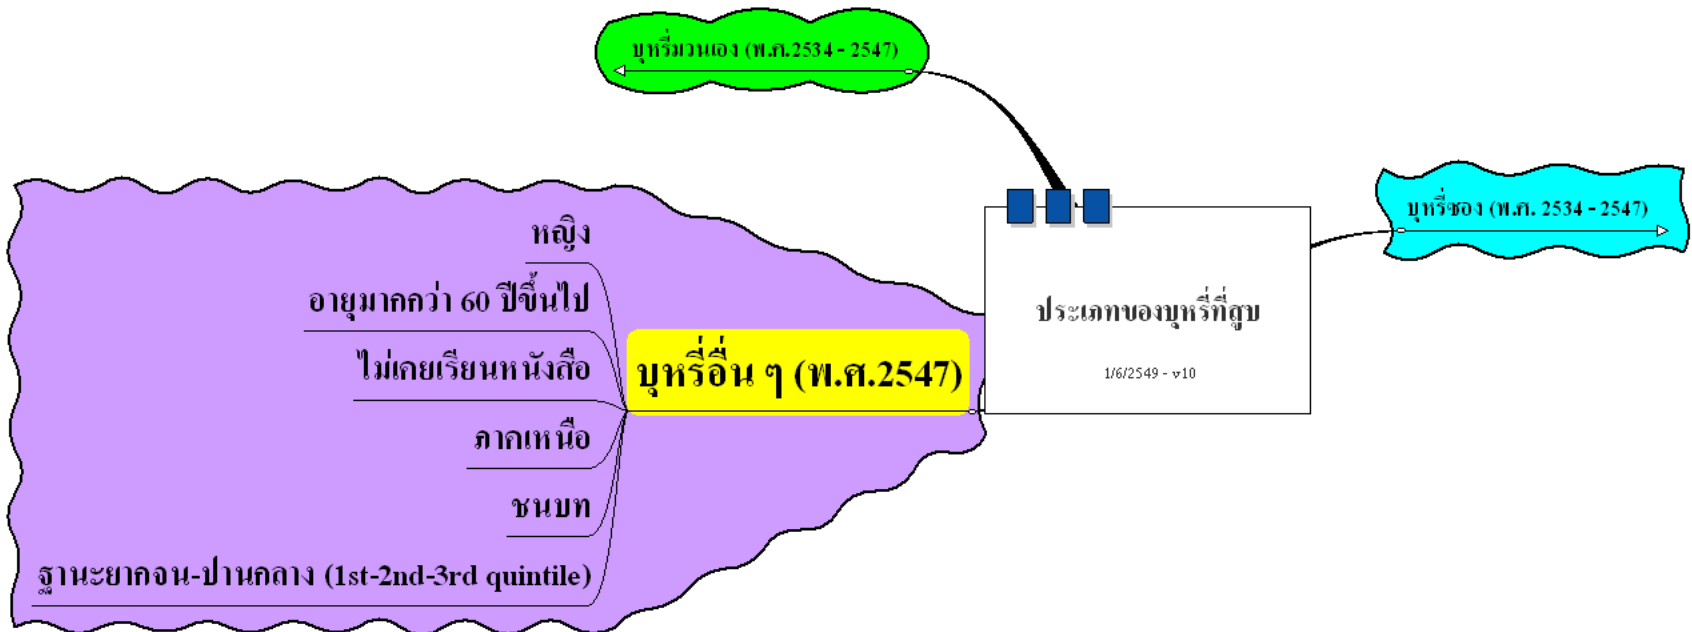 บุหรี่มวนเอง (พ.ศ.2534 - 2547)
บุหรี่ซอง (พ.ศ. 2534 - 2547)
ประเภทของบุหรี่ที่สูบ
1/6/2549 - v10
บุหรี่อื่น ๆ (พ.ศ.2547)
หญิง
อายุมากกว่า 60 ปีขึ้นไป
ไม่เคยเรียนหนังสือ
ภาคเหนือ
ชนบท
ฐานะยากจน-ปานกลาง (1st-2nd-3rd quintile)